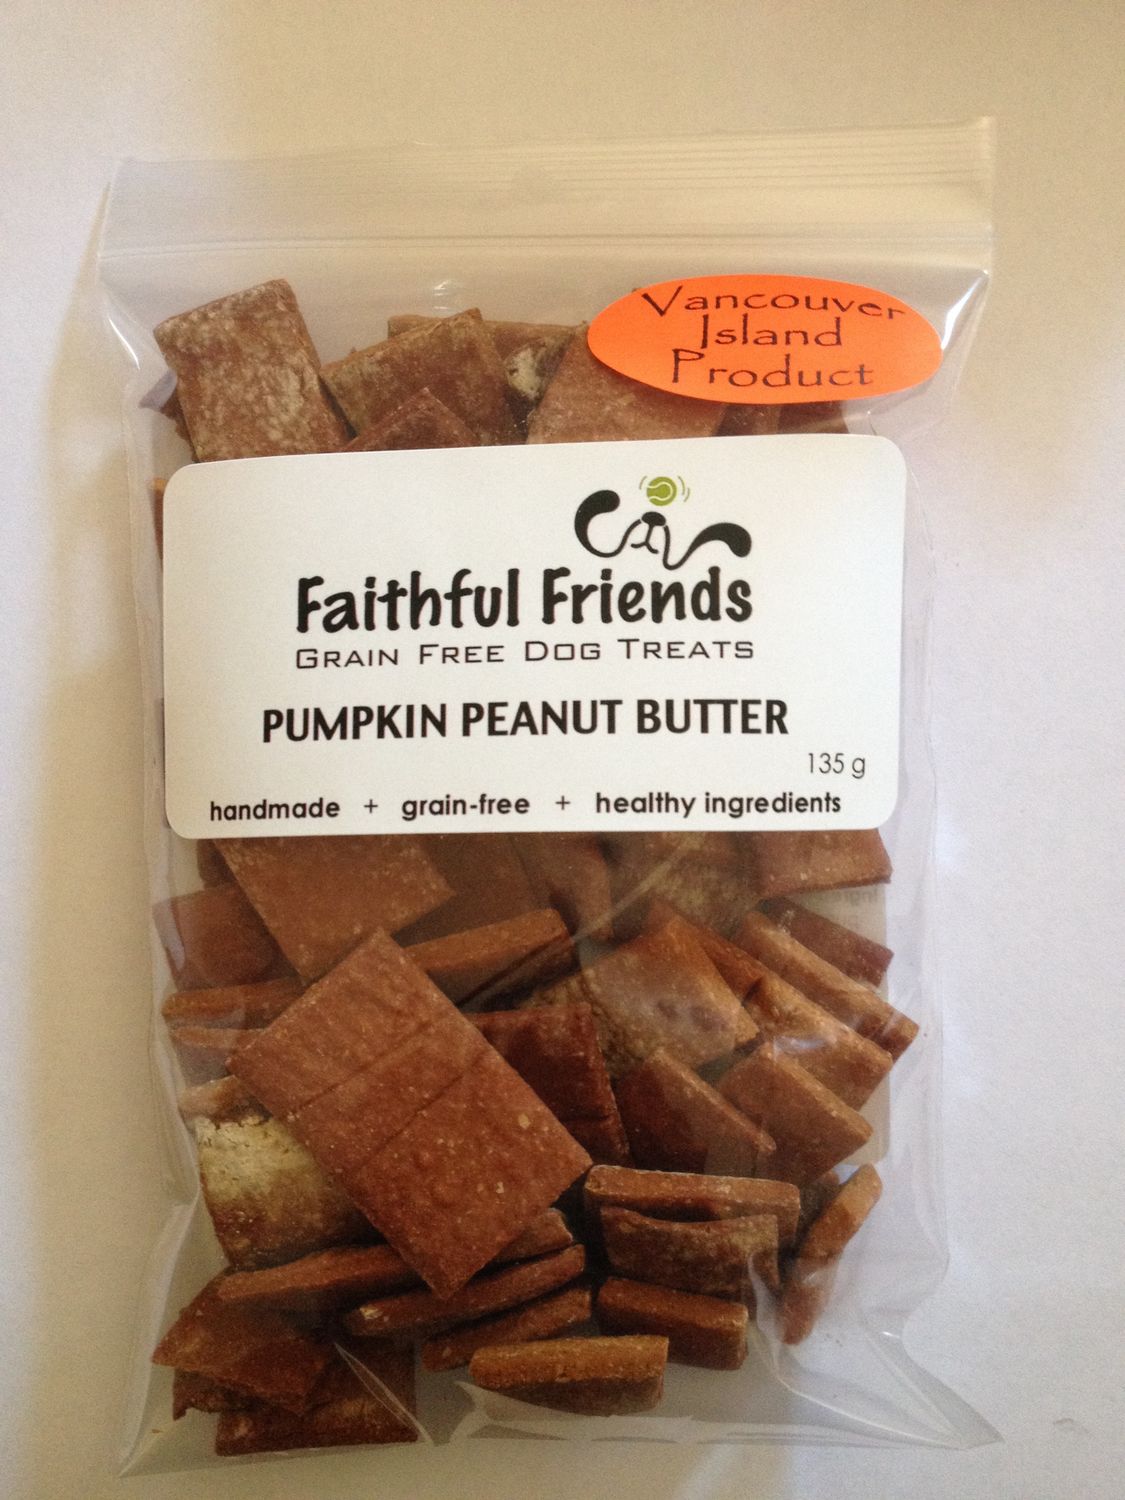 Vancouver
Island
Product
Faithful Friends
GRAIN FREE DOG TREATS
PUMPKIN PEANUT BUTTER
135 g
handmade + grain-free + healthy ingredients